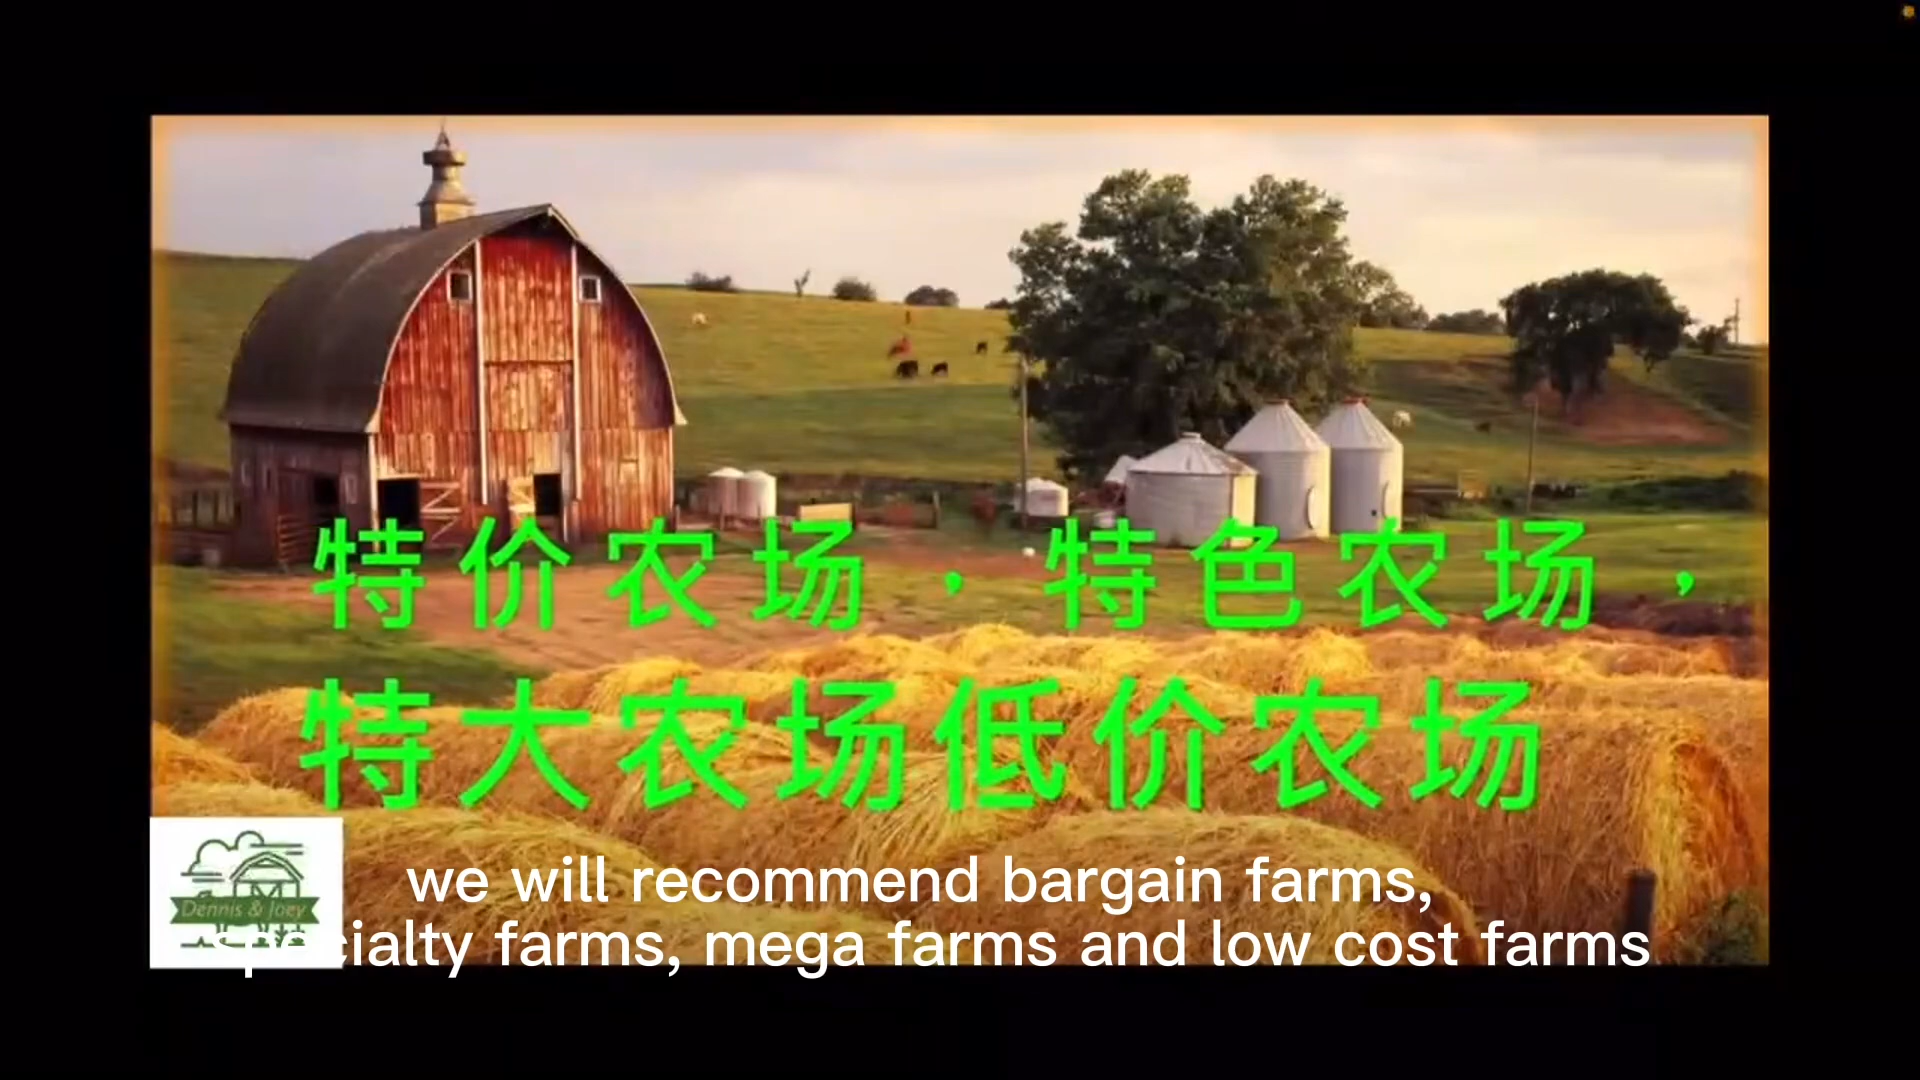 特价农场，特色农场，
特大农场低价农场
Dennis & Joey
we will recommend bargain farms,
specialty farms, mega farms and low cost farms